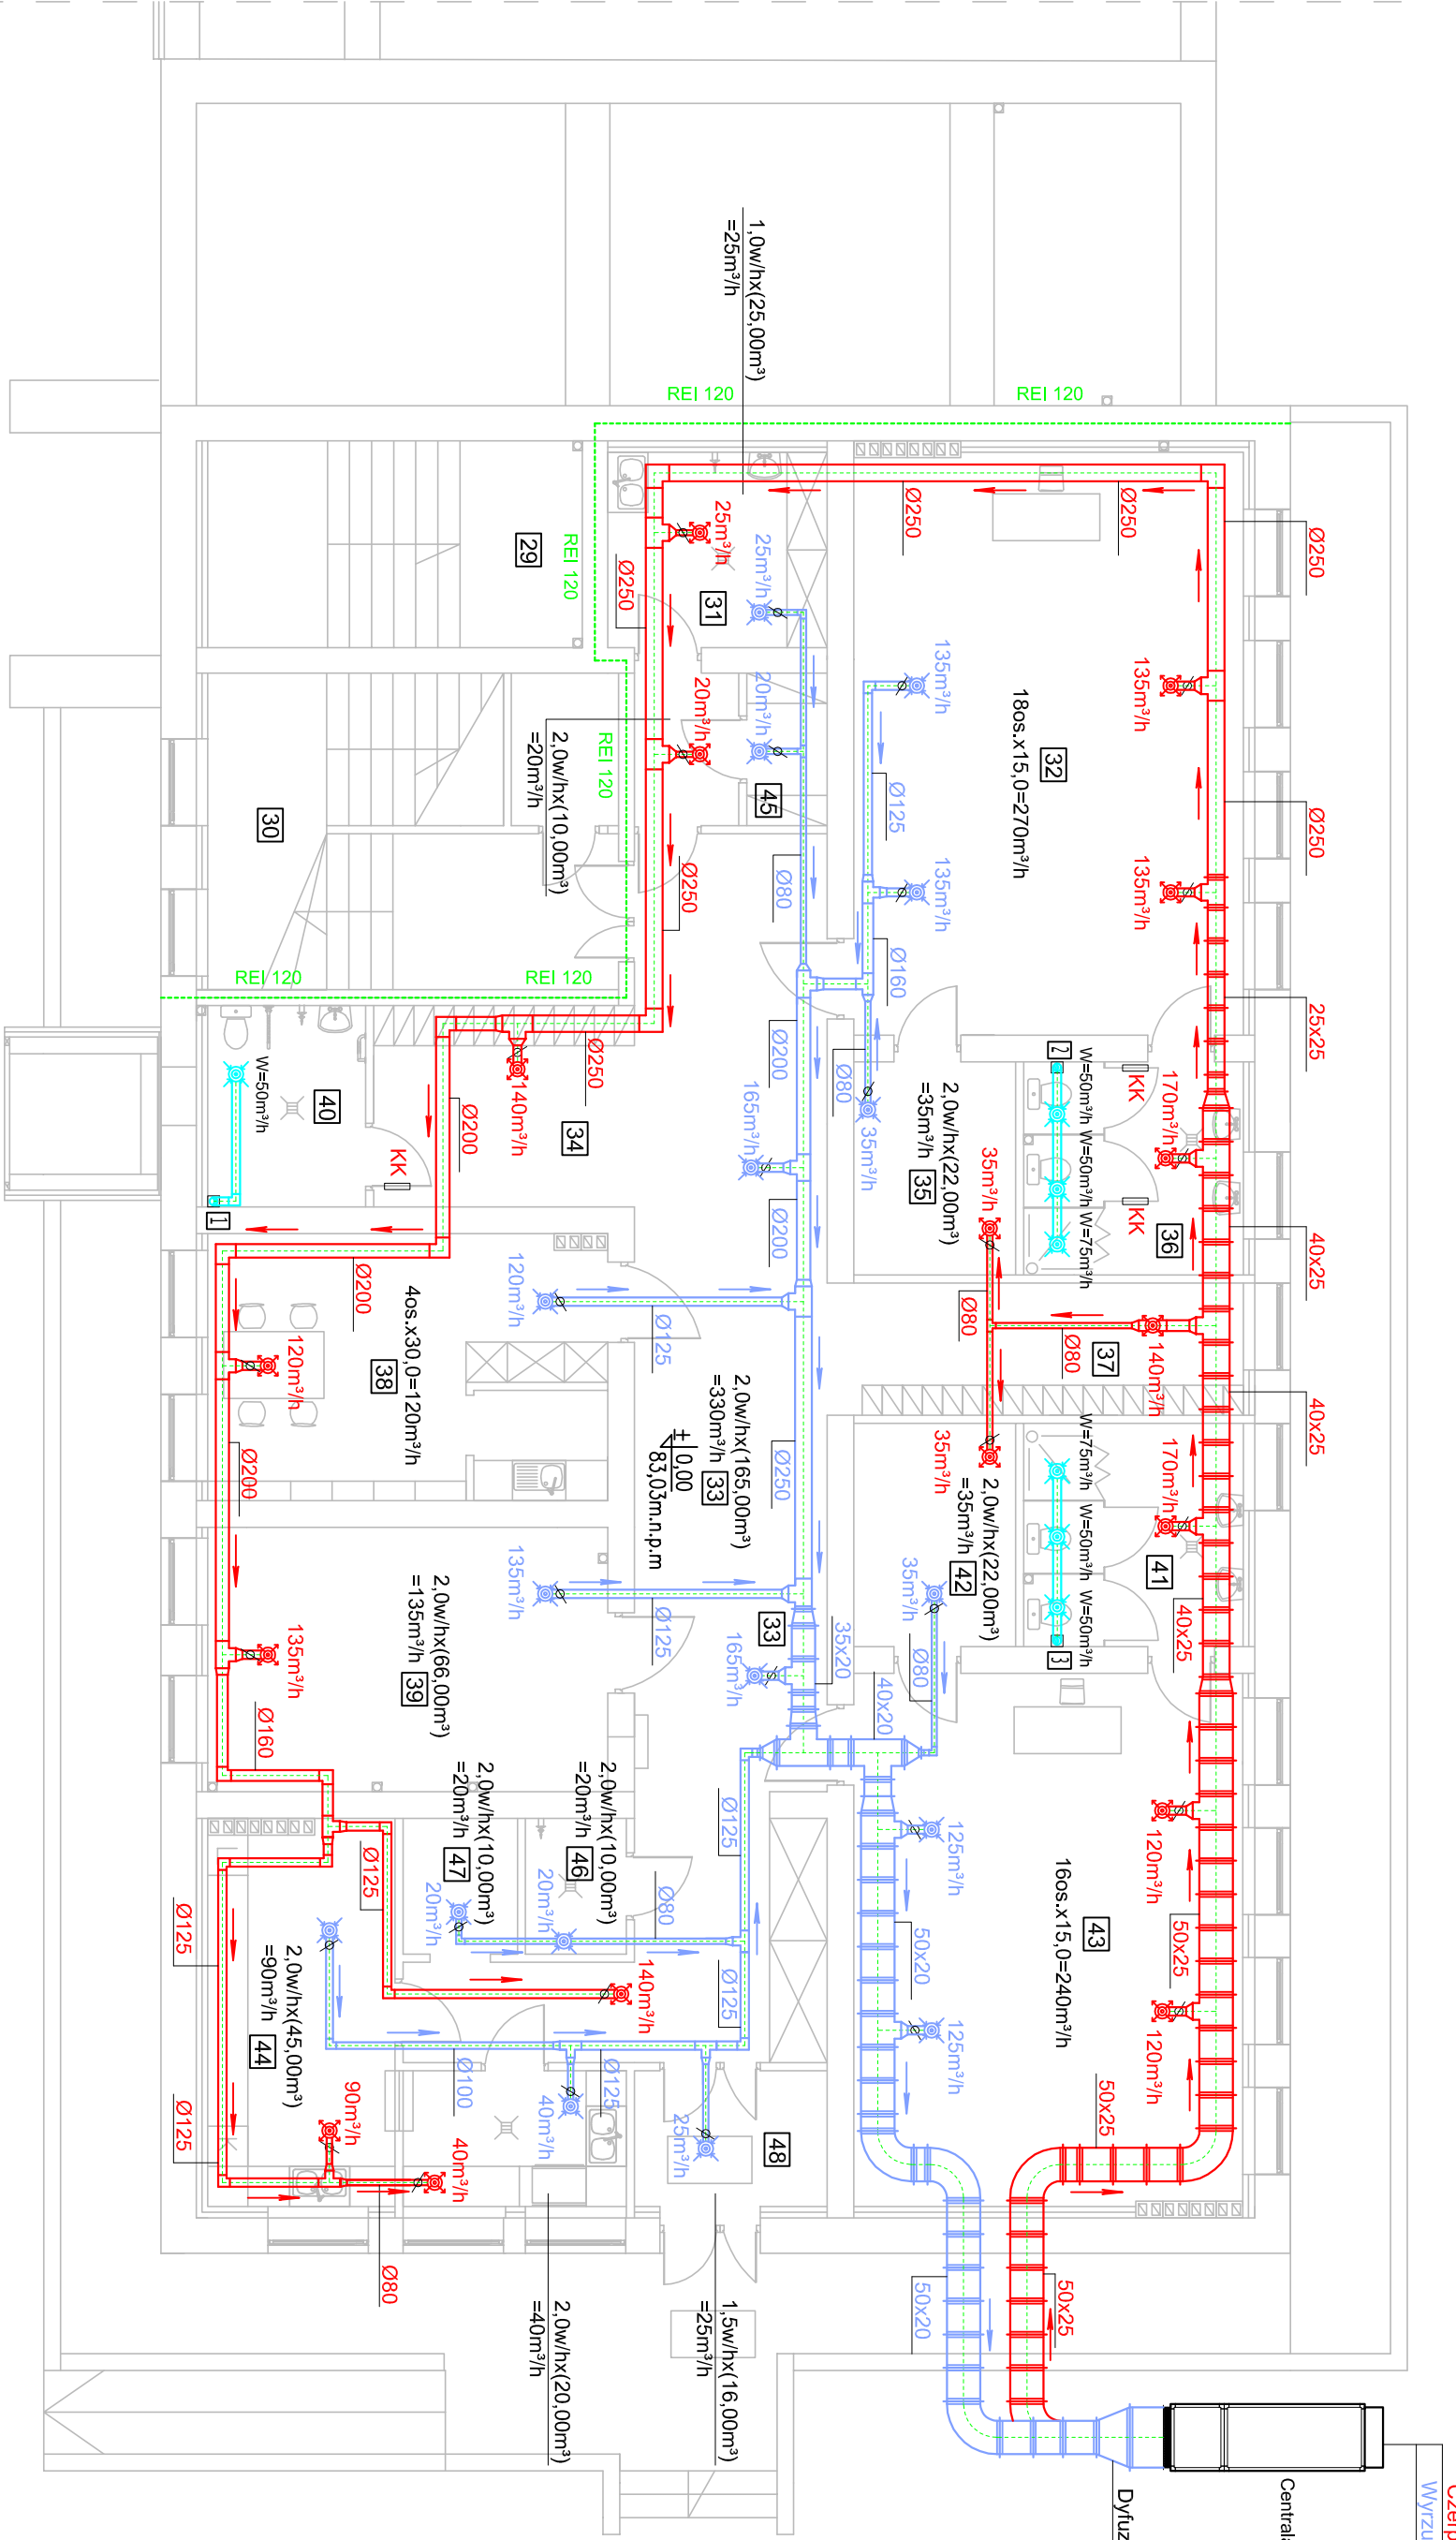 1,0w/hx(25,00m³)
=25m³/h
REI 120
REI 120
Ø250
Ø250
Ø250
25m³/h
25m³/h
Ø250
29
REI 120
31
135m³/h
135m³/h
20m³/h
20m³/h
2,0w/hx(10,00m³)
=20m³/h
REI 120
32
18os.x15,0=270m³/h
45
Ø125
Ø250
30
135m³/h
135m³/h
Ø80
Ø250
Ø160
REI 120
REI 120
25x25
Ø200
Ø250
Ø80
2
W=50m³/h
W=50m³/h
W=75m³/h
KK
KK
170m³/h
W=50m³/h
40
140m³/h
34
Ø200
165m³/h
35m³/h
2,0w/hx(22,00m³)
=35m³/h
35
35m³/h
36
KK
1
Ø200
40x25
Ø200
120m³/h
Ø125
Ø80
Ø80
37
140m³/h
40x25
120m³/h
4os.x30,0=120m³/h
38
2,0w/hx(165,00m³)
=330m³/h
33
± 0,00
83,03m.n.p.m
Ø250
35m³/h
W=75m³/h
W=50m³/h
W=50m³/h
170m³/h
41
Ø200
135m³/h
Ø125
2,0w/hx(22,00m³)
=35m³/h
42
35m³/h
40x25
3
135m³/h
2,0w/hx(66,00m³)
=135m³/h
39
33
165m³/h
35x20
Ø80
40x20
Ø160
2,0w/hx(10,00m³)
=20m³/h
47
2,0w/hx(10,00m³)
=20m³/h
46
Ø125
125m³/h
120m³/h
16os.x15,0=240m³/h
43
50x25
50x20
Ø125
Ø125
20m³/h
20m³/h
Ø80
2,0w/hx(45,00m³)
=90m³/h
44
140m³/h
Ø125
125m³/h
120m³/h
50x25
Ø100
Ø125
Ø125
90m³/h
40m³/h
40m³/h
25m³/h
48
Ø80
2,0w/hx(20,00m³)
=40m³/h
1,5w/hx(16,00m³)
=25m³/h
50x20
50x25
Ø250